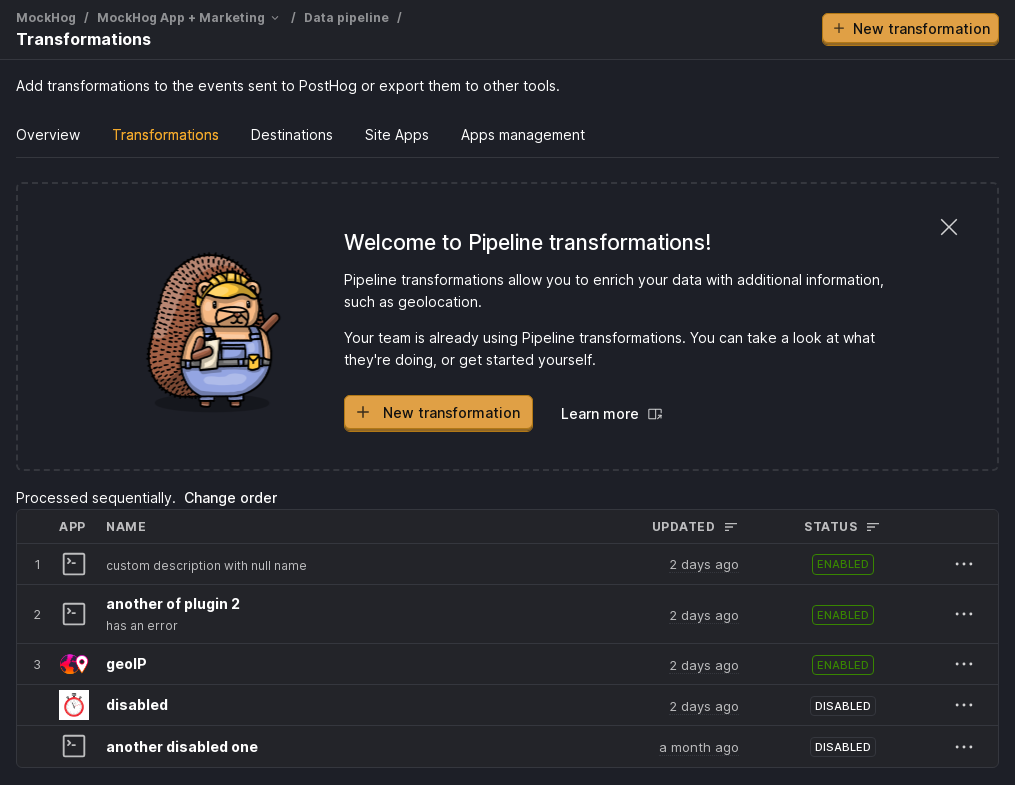 MockHog / MockHog App + Marketing / Data pipeline /
Transformations
New transformation
Add transformations to the events sent to PostHog or export them to other tools.
Overview Transformations Destinations Site Apps Apps management
Welcome to Pipeline transformations!
Pipeline transformations allow you to enrich your data with additional information,
such as geolocation.
Your team is already using Pipeline transformations. You can take a look at what
they're doing, or get started yourself.
New transformation Learn more
Processed sequentially. Change order
APP NAME UPDATED STATUS
1 custom description with null name 2 days ago ENABLED
2 another of plugin 2 2 days ago ENABLED
has an error
3 geoIP 2 days ago ENABLED
disabled 2 days ago DISABLED
another disabled one a month ago DISABLED